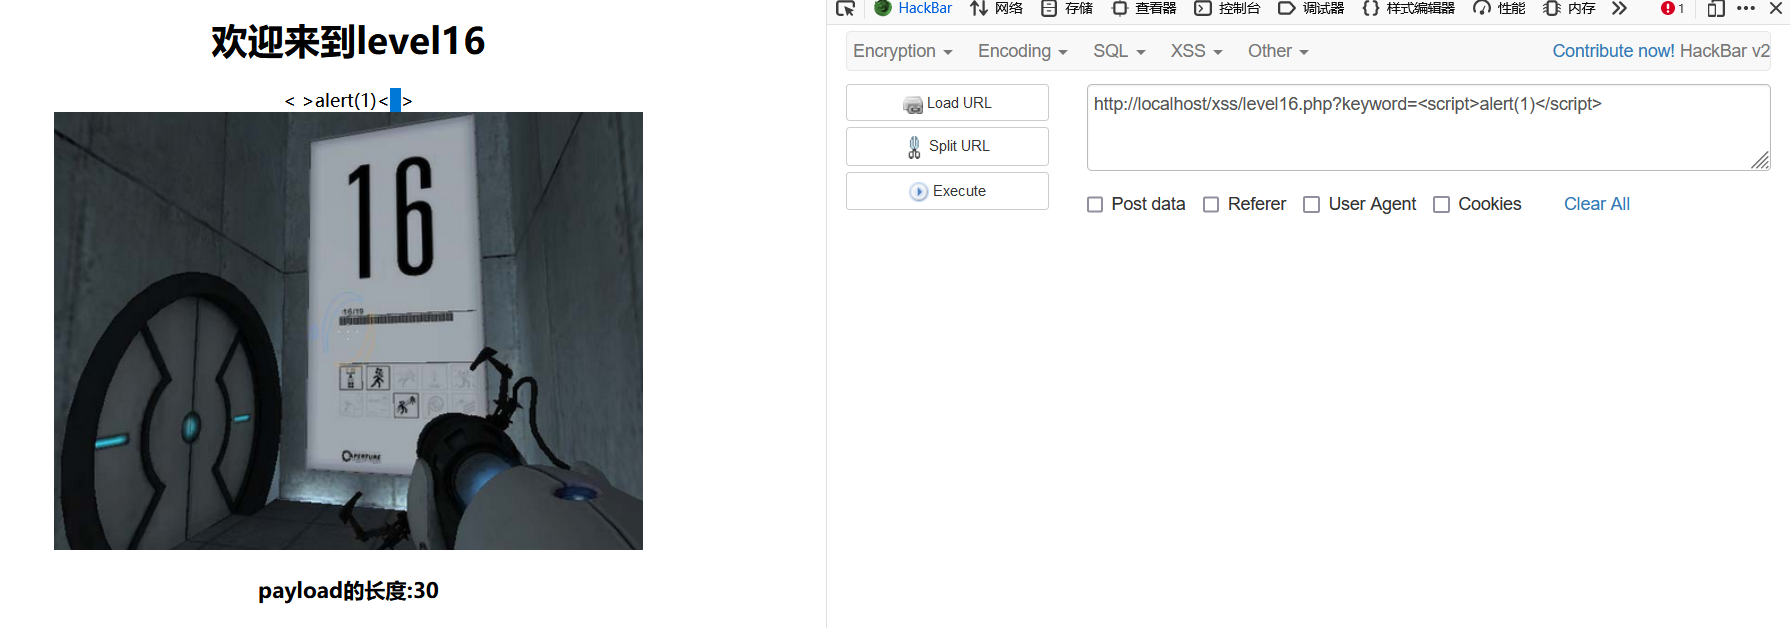 欢迎来到level16
< >alert(1)< >
16
16/19
APERTURE
payload的长度:30
HackBar 网络 存储 查看器 控制台 调试器 {} 样式编辑器 性能 内存 1
Encryption Encoding SQL XSS Other Contribute now! HackBar v2
Load URL
http://localhost/xss/level16.php?keyword=<script>alert(1)</script>
Split URL
Execute
Post data Referer User Agent Cookies Clear All